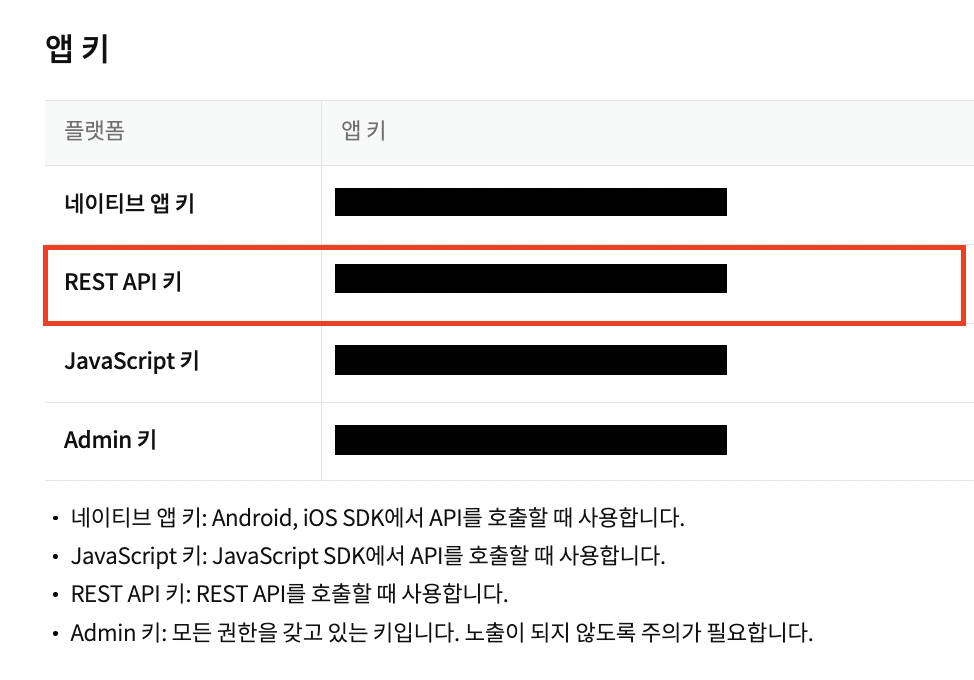 앱 키
플랫폼 앱 키
네이티브 앱 키
REST API 키
JavaScript 키
Admin 키
• 네이티브 앱 키: Android, iOS SDK에서 API를 호출할 때 사용합니다.
• JavaScript 키: JavaScript SDK에서 API를 호출할 때 사용합니다.
• REST API 키: REST API를 호출할 때 사용합니다.
• Admin 키: 모든 권한을 갖고 있는 키입니다. 노출이 되지 않도록 주의가 필요합니다.